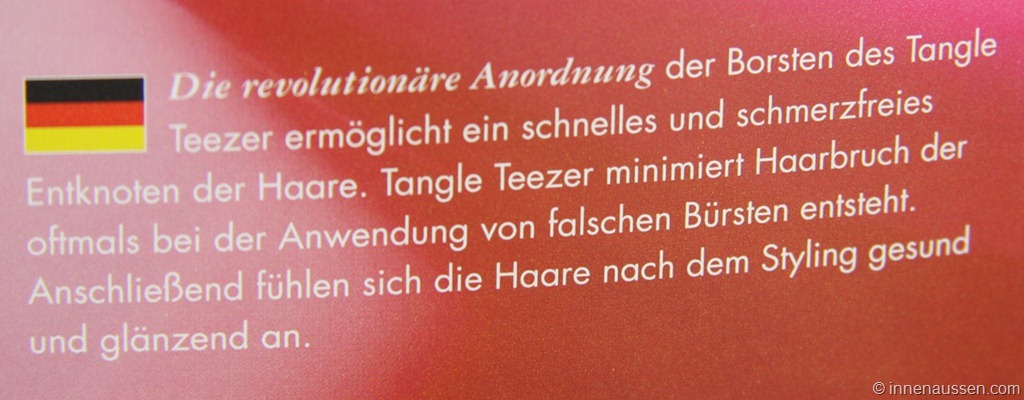 Die revolutionäre Anordnung der Borsten des Tangle
Teezer ermöglicht ein schnelles und schmerzfreies
Entknoten der Haare. Tangle Teezer minimiert Haarbruch der
oftmals bei der Anwendung von falschen Bürsten entsteht.
Anschließend fühlen sich die Haare nach dem Styling gesund
und glänzend an.
© innenaussen.com